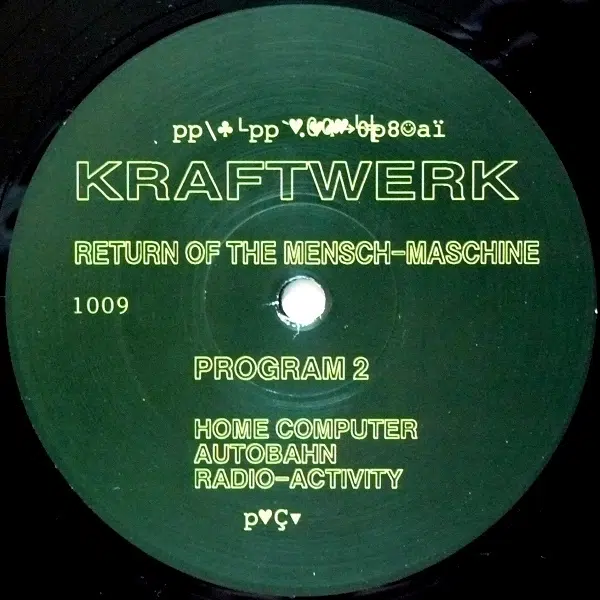 KRAFTWERK
RETURN OF THE MENSCH-MASCHINE
1009
PROGRAM 2
HOME COMPUTER
AUTOBAHN
RADIO-ACTIVITY
p♥Ç▼